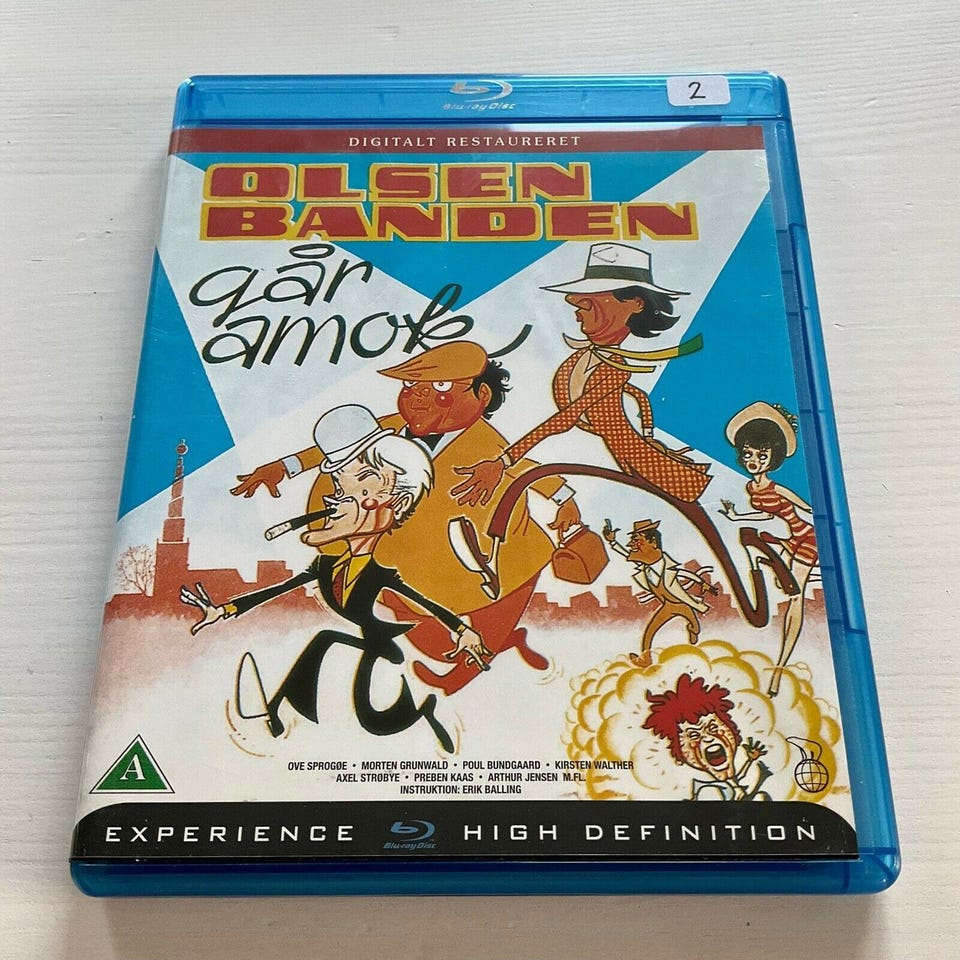 Blu-ray Disc
2
DIGITALT RESTAURERET
OLSEN
BANDEN
går
amok
OVE SPROGØE • MORTEN GRUNWALD • POUL BUNDGAARD • KIRSTEN WALTHER
AXEL STRØBYE • PREBEN KAAS • ARTHUR JENSEN M.FL.
INSTRUKTION: ERIK BALLING
A
EXPERIENCE Blu-ray Disc HIGH DEFINITION